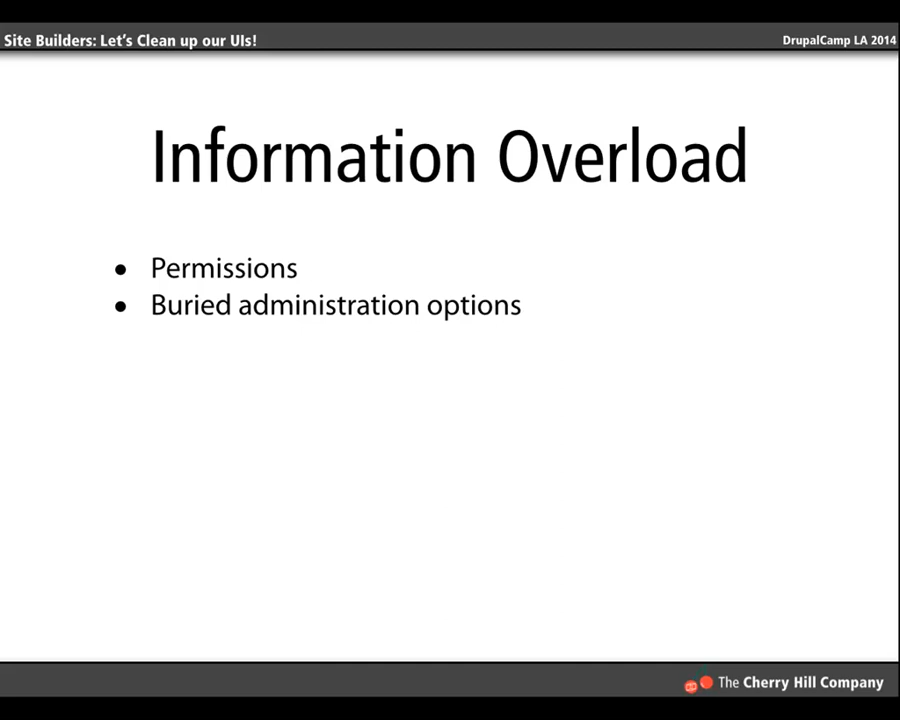 Site Builders: Let's Clean up our UIs!
DrupalCamp LA 2014
Information Overload
• Permissions
• Buried administration options
The Cherry Hill Company